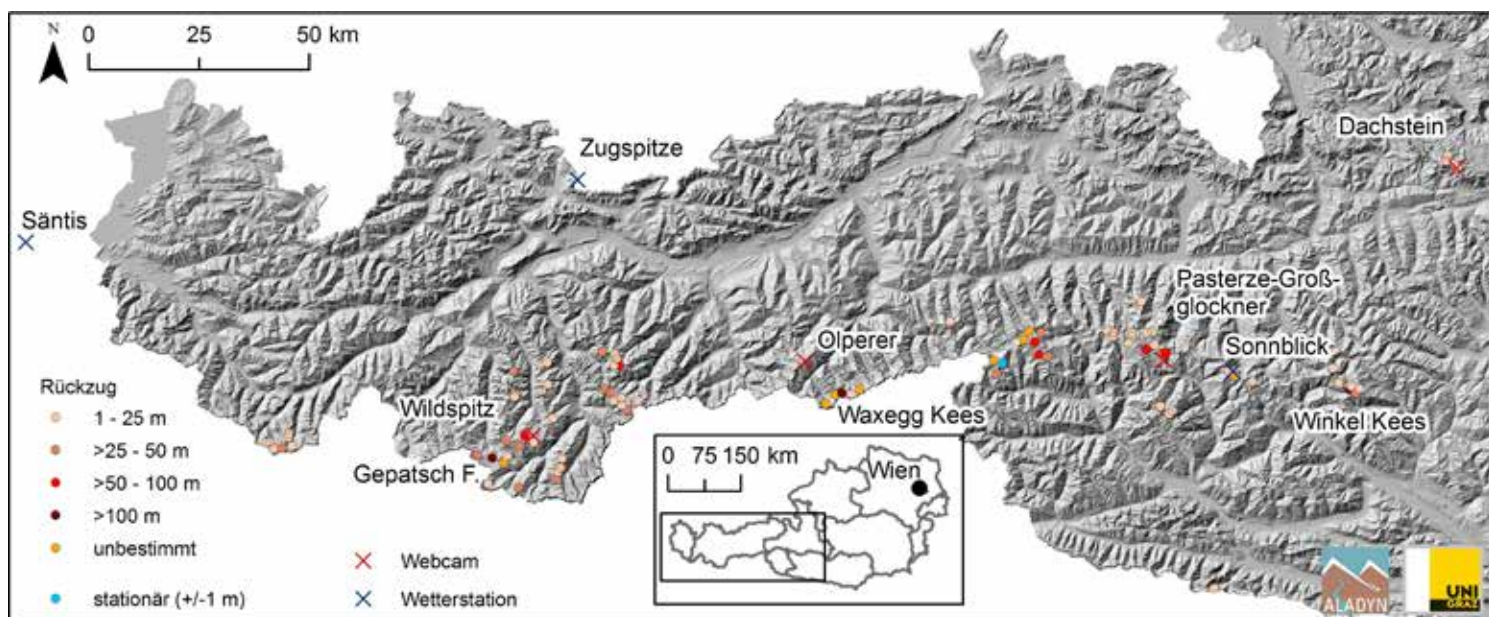 N
0 25 50 km
Zugspitze
Säntis
Dachstein
Pasterze-Groß-
glockner
Sonnblick
Olperer
Waxegg Kees
Winkel Kees
Wildspitz
Gepatsch F.
Rückzug
1 - 25 m
>25 - 50 m
>50 - 100 m
>100 m
unbestimmt
stationär (+/-1 m)
Webcam
Wetterstation
0 75 150 km
Wien
ALADYN
UNI
GRAZ